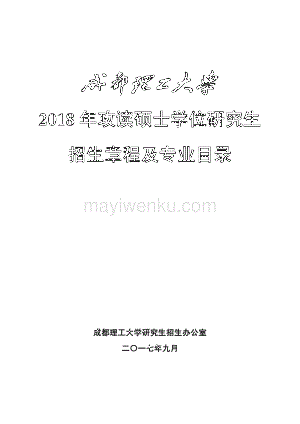 成都理工大学
2018 年攻读硕士学位研究生
招生章程及专业目录
mayiwenku.com
成都理工大学研究生招生办公室
二〇一七年九月